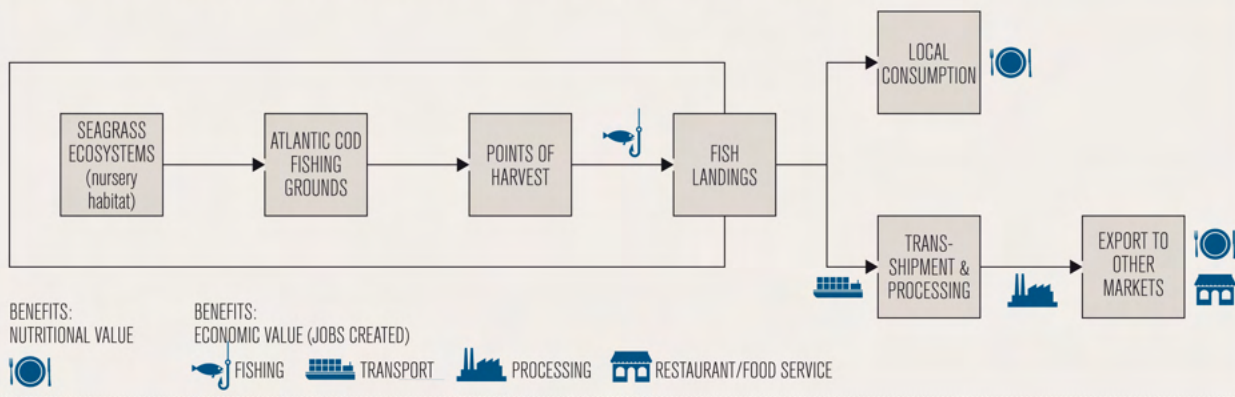 SEAGRASS
ECOSYSTEMS
(nursery
habitat)
ATLANTIC COD
FISHING
GROUNDS
POINTS OF
HARVEST
FISH
LANDINGS
LOCAL
CONSUMPTION
TRANS-
SHIPMENT &
PROCESSING
EXPORT TO
OTHER
MARKETS
BENEFITS:
NUTRITIONAL VALUE
BENEFITS:
ECONOMIC VALUE (JOBS CREATED)
FISHING
TRANSPORT
PROCESSING
RESTAURANT/FOOD SERVICE